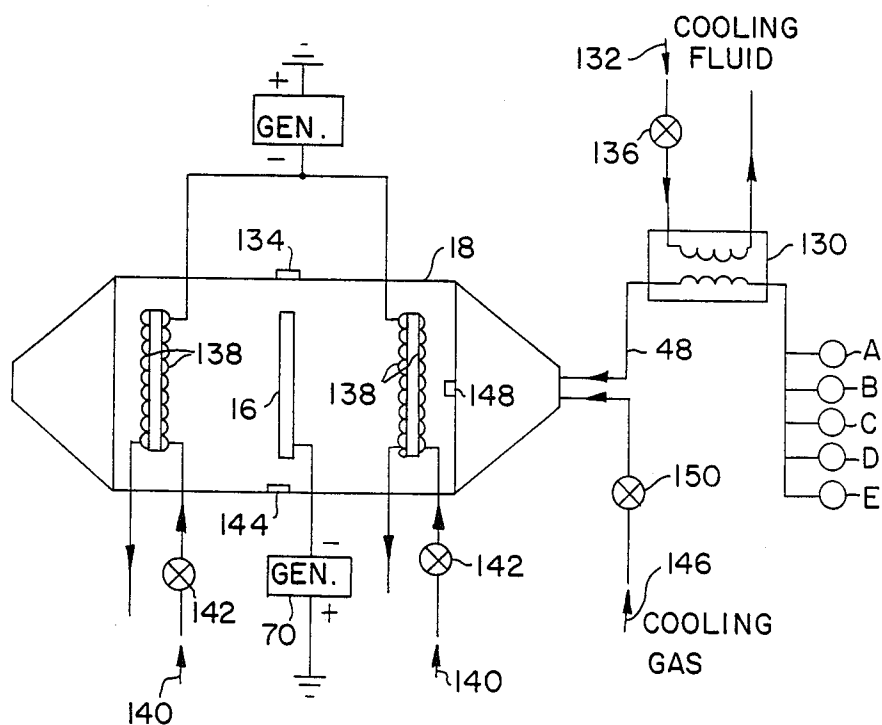 COOLING
FLUID
132
+
GEN.
−
136
134
18
130
138
16
138
148
48
A
B
C
D
E
150
144
−
GEN.
+
70
142
142
146
COOLING
GAS
140
140